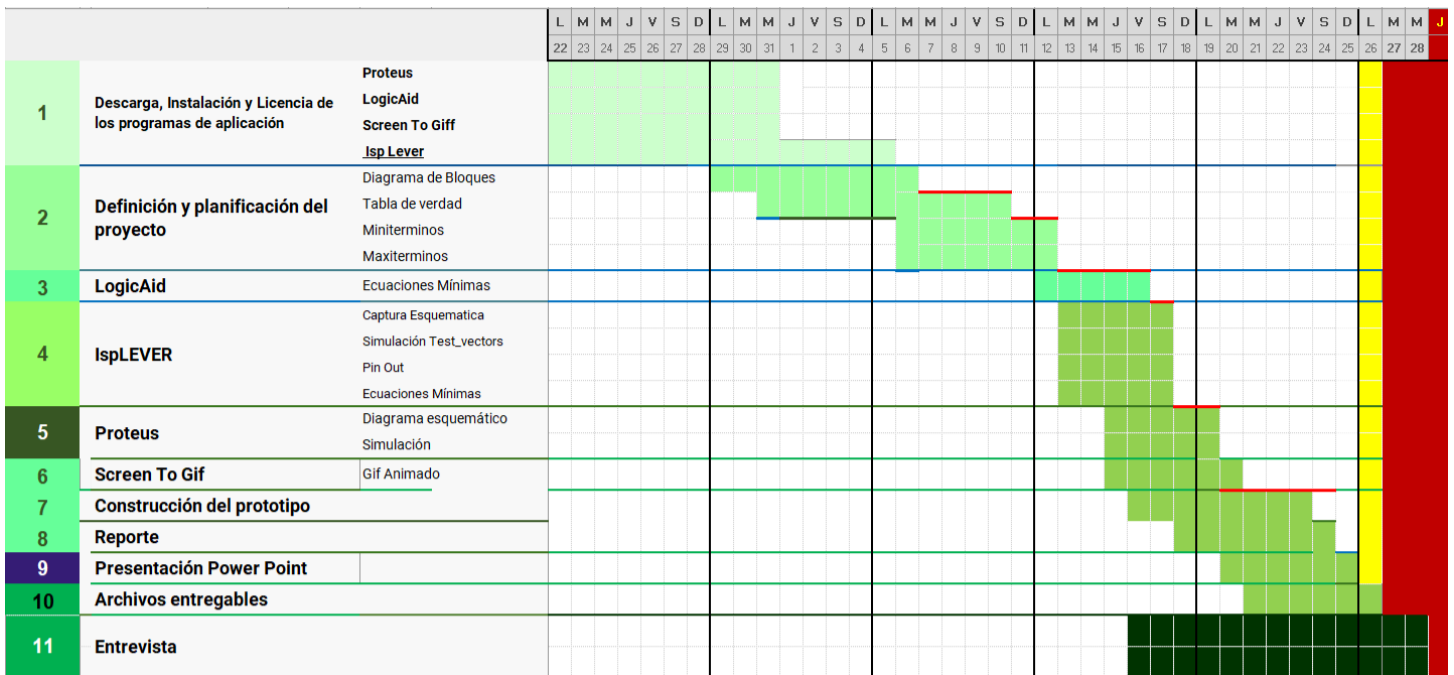 L M M J V S D L M M J V S D L M M J V S D L M M J V S D L M M J V S D L M M J
22 23 24 25 26 27 28 29 30 31 1 2 3 4 5 6 7 8 9 10 11 12 13 14 15 16 17 18 19 20 21 22 23 24 25 26 27 28
1
Descarga, Instalación y Licencia de
los programas de aplicación
Proteus
LogicAid
Screen To Giff
Isp Lever
2
Definición y planificación del
proyecto
Diagrama de Bloques
Tabla de verdad
Miniterminos
Maxiterminos
3 LogicAid Ecuaciones Mínimas
4 IspLEVER
Captura Esquematica
Simulación Test_vectors
Pin Out
Ecuaciones Mínimas
5 Proteus
Diagrama esquemático
Simulación
6 Screen To Gif Gif Animado
7 Construcción del prototipo
8 Reporte
9 Presentación Power Point
10 Archivos entregables
11 Entrevista